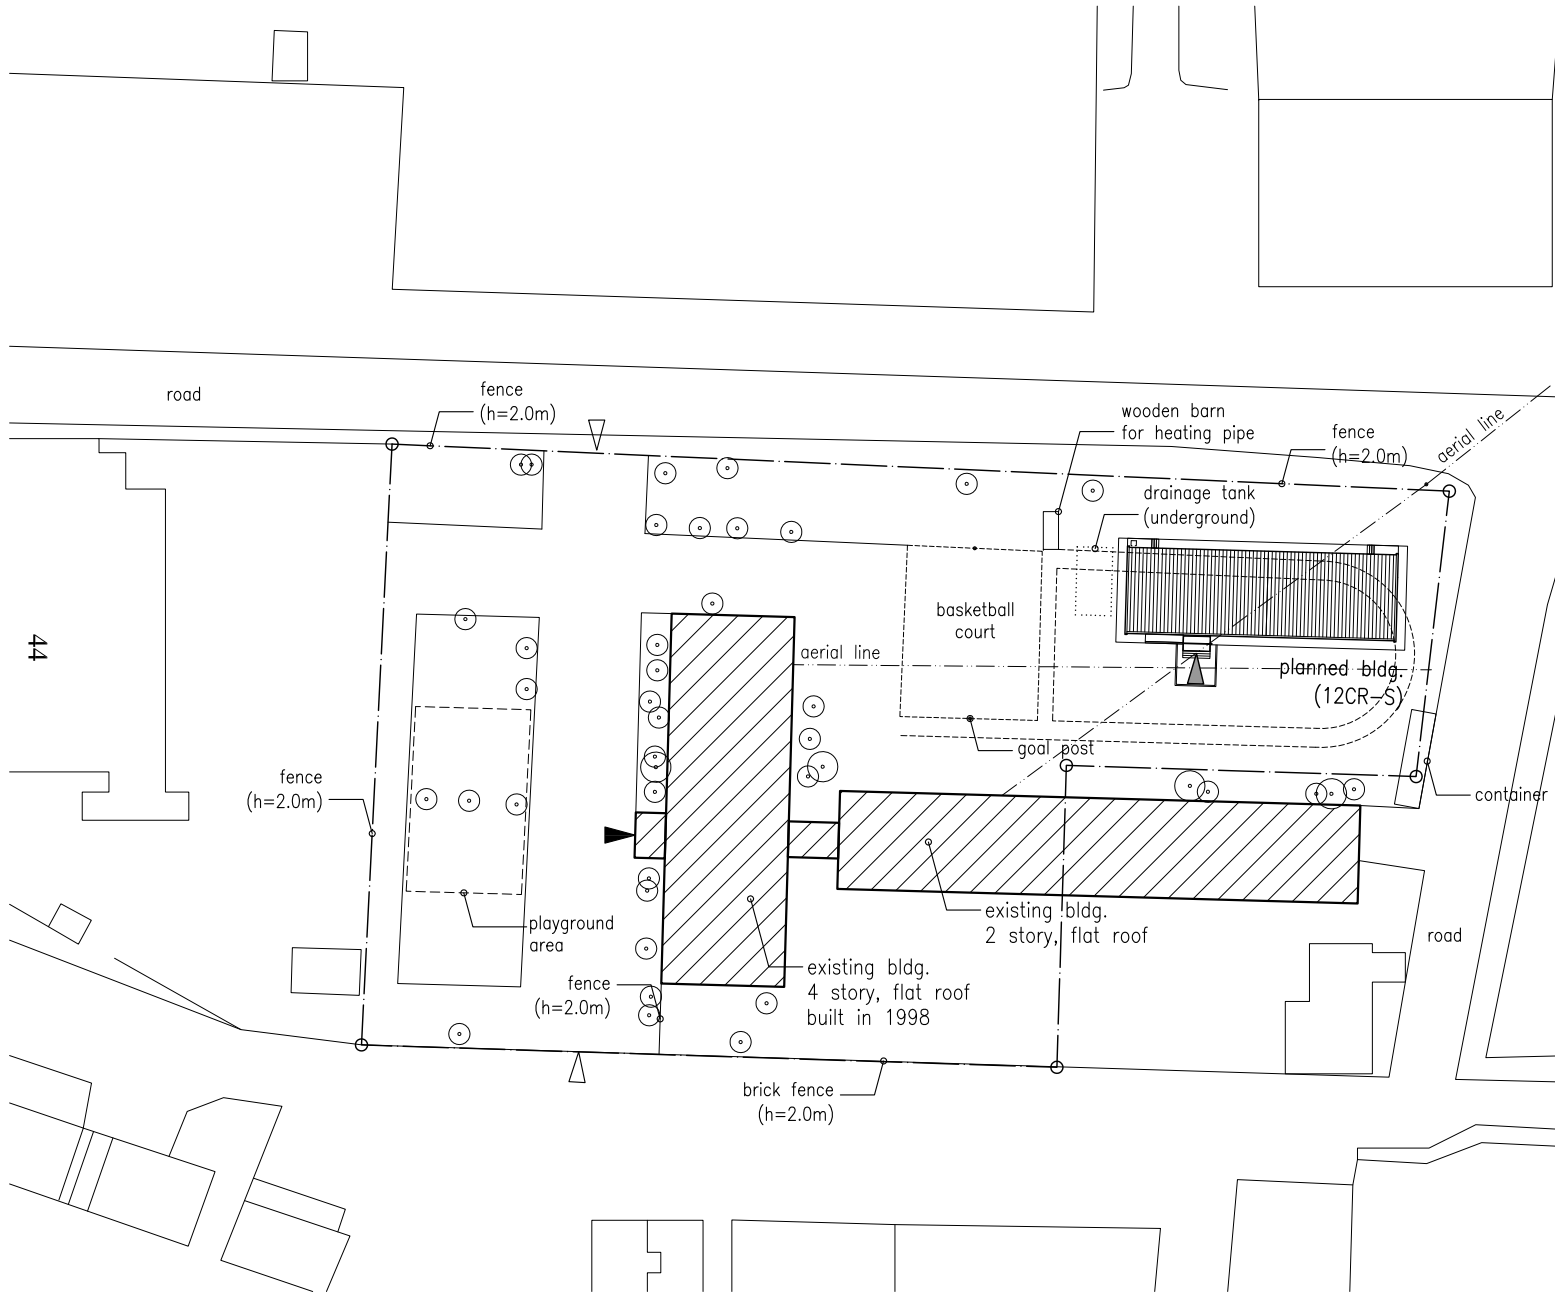 road
fence
(h=2.0m)
wooden barn
for heating pipe
fence
(h=2.0m)
aerial line
drainage tank
(underground)
basketball
court
44
aerial line
planned bldg.
(12CR-S)
goal post
fence
(h=2.0m)
container
playground
area
existing bldg.
2 story, flat roof
road
existing bldg.
4 story, flat roof
built in 1998
fence
(h=2.0m)
brick fence
(h=2.0m)